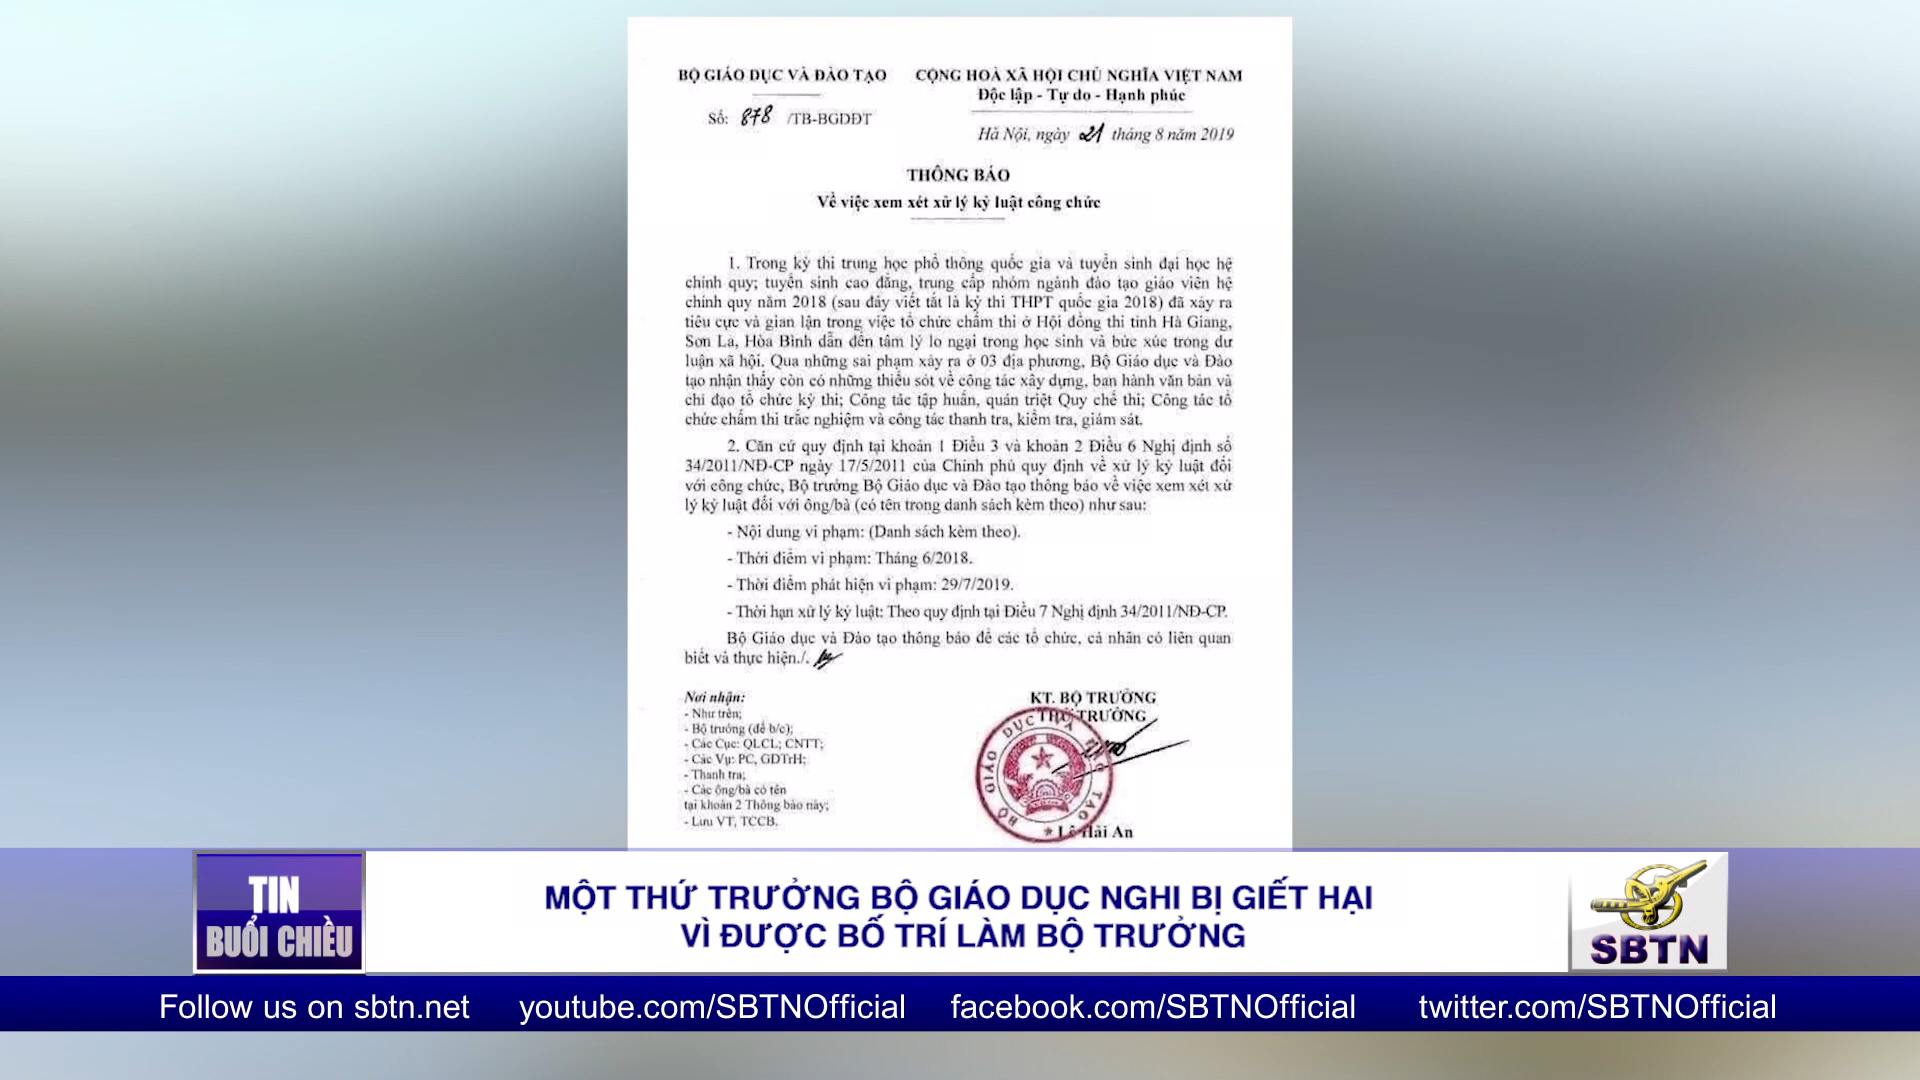 BỘ GIÁO DỤC VÀ ĐÀO TẠO
CỘNG HOÀ XÃ HỘI CHỦ NGHĨA VIỆT NAM
Độc lập - Tự do - Hạnh phúc
Số: 878 /TB-BGDĐT
Hà Nội, ngày 21 tháng 8 năm 2019
THÔNG BÁO
Về việc xem xét xử lý kỷ luật công chức
1. Trong kỳ thi trung học phổ thông quốc gia và tuyển sinh đại học hệ
chính quy; tuyển sinh cao đẳng, trung cấp nhóm ngành đào tạo giáo viên hệ
chính quy năm 2018 (sau đây viết tắt là kỳ thi THPT quốc gia 2018) đã xảy ra
tiêu cực và gian lận trong việc tổ chức chấm thi ở Hội đồng thi tỉnh Hà Giang,
Sơn La, Hòa Bình dẫn đến tâm lý lo ngại trong học sinh và bức xúc trong dư
luận xã hội. Qua những sai phạm xảy ra ở 03 địa phương, Bộ Giáo dục và Đào
tạo nhận thấy còn có những thiếu sót về công tác xây dựng, ban hành văn bản và
chỉ đạo tổ chức kỳ thi; Công tác tập huấn, quán triệt Quy chế thi; Công tác tổ
chức chấm thi trắc nghiệm và công tác thanh tra, kiểm tra, giám sát.
2. Căn cứ quy định tại khoản 1 Điều 3 và khoản 2 Điều 6 Nghị định số
34/2011/NĐ-CP ngày 17/5/2011 của Chính phủ quy định về xử lý kỷ luật đối
với công chức, Bộ trưởng Bộ Giáo dục và Đào tạo thông báo về việc xem xét xử
lý kỷ luật đối với ông/bà (có tên trong danh sách kèm theo) như sau:
- Nội dung vi phạm: (Danh sách kèm theo).
- Thời điểm vi phạm: Tháng 6/2018.
- Thời điểm phát hiện vi phạm: 29/7/2019.
- Thời hạn xử lý kỷ luật: Theo quy định tại Điều 7 Nghị định 34/2011/NĐ-CP.
Bộ Giáo dục và Đào tạo thông báo để các tổ chức, cá nhân có liên quan
biết và thực hiện./.
Nơi nhận:
- Như trên;
- Bộ trưởng (để b/c);
- Các Cục: QLCL; CNTT;
- Các Vụ: PC, GDTrH;
- Thanh tra;
- Các ông/bà có tên
tại khoản 2 Thông báo này;
- Lưu VT, TCCB.
KT. BỘ TRƯỞNG
THỨ TRƯỞNG
BỘ GIÁO DỤC VÀ ĐÀO TẠO
Lê Hải An
TIN
BUỔI CHIỀU
MỘT THỨ TRƯỞNG BỘ GIÁO DỤC NGHI BỊ GIẾT HẠI
VÌ ĐƯỢC BỐ TRÍ LÀM BỘ TRƯỞNG
SBTN
Follow us on sbtn.net youtube.com/SBTNOfficial facebook.com/SBTNOfficial twitter.com/SBTNOfficial